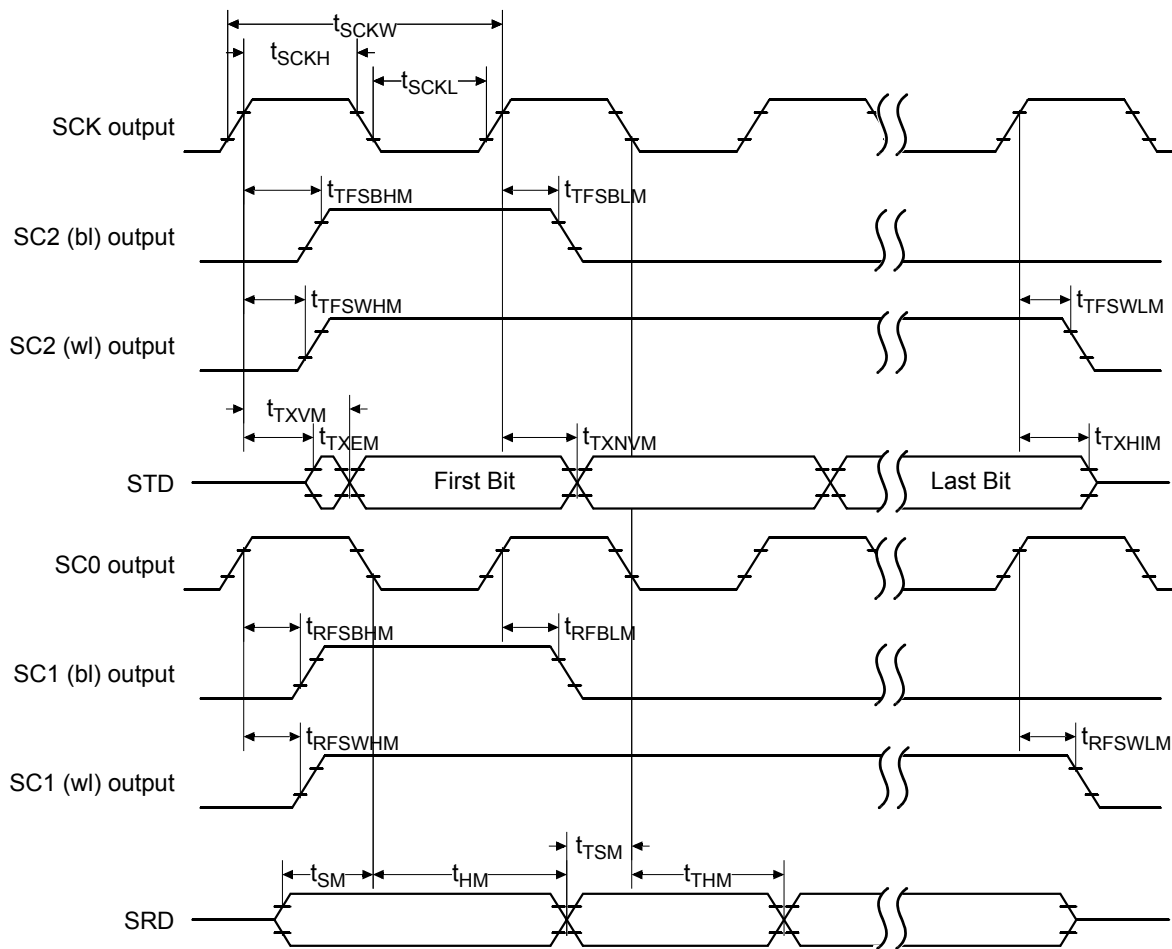 tSCKW
tSCKH
tSCKL
SCK output
tTFSBHM
tTFSBLM
SC2 (bl) output
tTFSWHM
tTFSWLM
SC2 (wl) output
tTXVM
tTXEM
tTXNVM
tTXHIM
STD
First Bit
Last Bit
SC0 output
tRFSBHM
tRFBLM
SC1 (bl) output
tRFSWHM
tRFSWLM
SC1 (wl) output
tTSM
tSM
tHM
tTHM
SRD